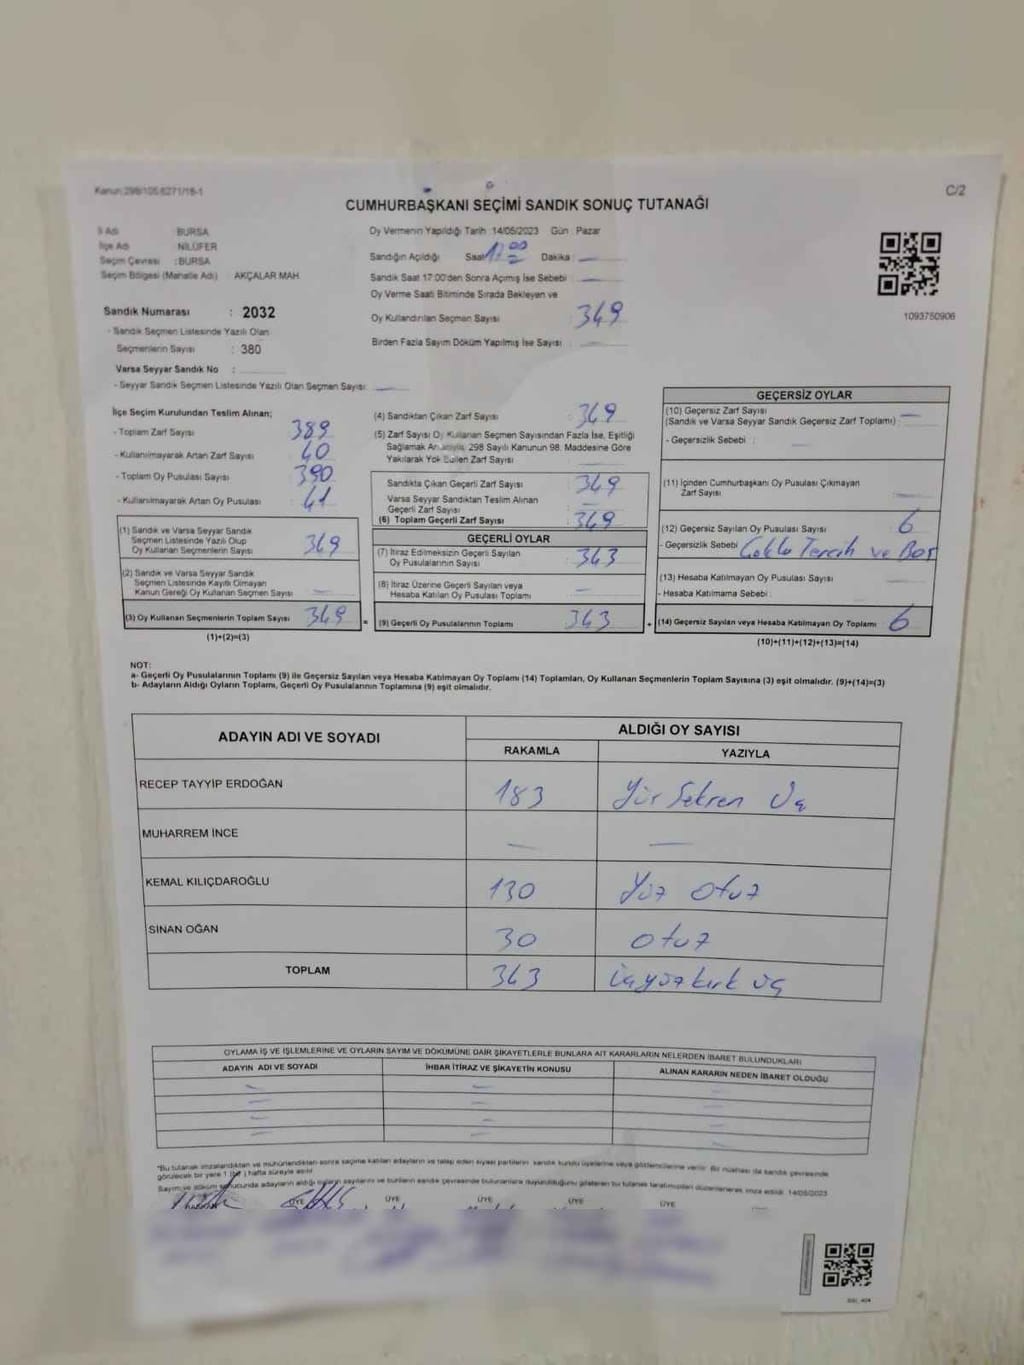 Kanun:298/105.6271/18-1
C/2
CUMHURBAŞKANI SEÇİMİ SANDIK SONUÇ TUTANAĞI
İl Adı : BURSA
İlçe Adı : NİLÜFER
Seçim Çevresi : BURSA
Seçim Bölgesi (Mahalle Adı) AKÇALAR MAH.
Sandık Numarası : 2032
- Sandık Seçmen Listesinde Yazılı Olan
Seçmenlerin Sayısı : 380
Varsa Seyyar Sandık No :
- Seyyar Sandık Seçmen Listesinde Yazılı Olan Seçmen Sayısı: —
Oy Vermenin Yapıldığı Tarih :14/05/2023 Gün : Pazar
Sandığın Açıldığı Saat 17:00 Dakika : —
Sandık Saat 17:00'den Sonra Açımış İse Sebebi : —
Oy Verme Saati Bitiminde Sırada Bekleyen ve
Oy Kullandırılan Seçmen Sayısı : 349
Birden Fazla Sayım Döküm Yapılmış İse Sayısı : —
1093750906
İlçe Seçim Kurulundan Teslim Alınan;
- Toplam Zarf Sayısı : 389
- Kullanılmayarak Artan Zarf Sayısı : 40
- Toplam Oy Pusulası Sayısı : 390
- Kullanılmayarak Artan Oy Pusulası : 41
(1) Sandık ve Varsa Seyyar Sandık
Seçmen Listesinde Yazılı Olup
Oy Kullanan Seçmenlerin Sayısı 349
(2) Sandık ve Varsa Seyyar Sandık
Seçmen Listesinde Kayıtlı Olmayan
Kanun Gereği Oy Kullanan Seçmen Sayısı —
(3) Oy Kullanan Seçmenlerin Toplam Sayısı 349
(1)+(2)=(3)
(4) Sandıktan Çıkan Zarf Sayısı : 349
(5) Zarf Sayısı Oy Kullanan Seçmen Sayısından Fazla İse, Eşitliği
Sağlamak Amacıyla, 298 Sayılı Kanunun 98. Maddesine Göre
Yakılarak Yok Edilen Zarf Sayısı : —
Sandıkta Çıkan Geçerli Zarf Sayısı : 349
Varsa Seyyar Sandıktan Teslim Alınan
Geçerli Zarf Sayısı : —
(6) Toplam Geçerli Zarf Sayısı : 349
GEÇERLİ OYLAR
(7) İtiraz Edilmeksizin Geçerli Sayılan
Oy Pusulalarının Sayısı : 343
(8) İtiraz Üzerine Geçerli Sayılan veya
Hesaba Katılan Oy Pusulası Toplamı : —
= (9) Geçerli Oy Pusulalarının Toplamı : 343
GEÇERSİZ OYLAR
(10) Geçersiz Zarf Sayısı
(Sandık ve Varsa Seyyar Sandık Geçersiz Zarf Toplamı) : —
- Geçersizlik Sebebi : —
(11) İçinden Cumhurbaşkanı Oy Pusulası Çıkmayan
Zarf Sayısı : —
(12) Geçersiz Sayılan Oy Pusulası Sayısı : 6
- Geçersizlik Sebebi Çoklu Tercih ve Boş
(13) Hesaba Katılmayan Oy Pusulası Sayısı : —
- Hesaba Katılmama Sebebi : —
+ (14) Geçersiz Sayılan veya Hesaba Katılmayan Oy Toplamı : 6
(10)+(11)+(12)+(13)=(14)
NOT:
a- Geçerli Oy Pusulalarının Toplamı (9) ile Geçersiz Sayılan veya Hesaba Katılmayan Oy Toplamı (14) Toplamları, Oy Kullanan Seçmenlerin Toplam Sayısına (3) eşit olmalıdır. (9)+(14)=(3)
b- Adayların Aldığı Oyların Toplamı, Geçerli Oy Pusulalarının Toplamına (9) eşit olmalıdır.
ADAYIN ADI VE SOYADI
ALDIĞI OY SAYISI
RAKAMLA YAZIYLA
RECEP TAYYİP ERDOĞAN 183 Yüz Seksen Üç
MUHARREM İNCE — —
KEMAL KILIÇDAROĞLU 130 Yüz Otuz
SİNAN OĞAN 30 Otuz
TOPLAM 343 üçyüzkırk üç
OYLAMA İŞ VE İŞLEMLERİNE VE OYLARIN SAYIM VE DÖKÜMÜNE DAİR ŞİKAYETLERLE BUNLARA AİT KARARLARIN NELERDEN İBARET BULUNDUKLARI
ADAYIN ADI VE SOYADI İHBAR İTİRAZ VE ŞİKAYETİN KONUSU ALINAN KARARIN NEDEN İBARET OLDUĞU
*Bu tutanak imzalandıktan ve mühürlendikten sonra seçime katılan adayların ve talep eden siyasi partilerin sandık kurulu üyelerine veya gözlemcilerine verilir. Bir nüshası da sandık çevresinde
görülecek bir yere 1 (bir) hafta süreyle asılır.
Sayım ve döküm sonucunda adayların aldığı oyların sayılarını ve bunların sandık çevresinde bulunanlara duyurulduğunu gösteren bu tutanak tarafımızdan düzenlenerek imza edildi. 14/05/2023
ÜYE ÜYE ÜYE ÜYE ÜYE